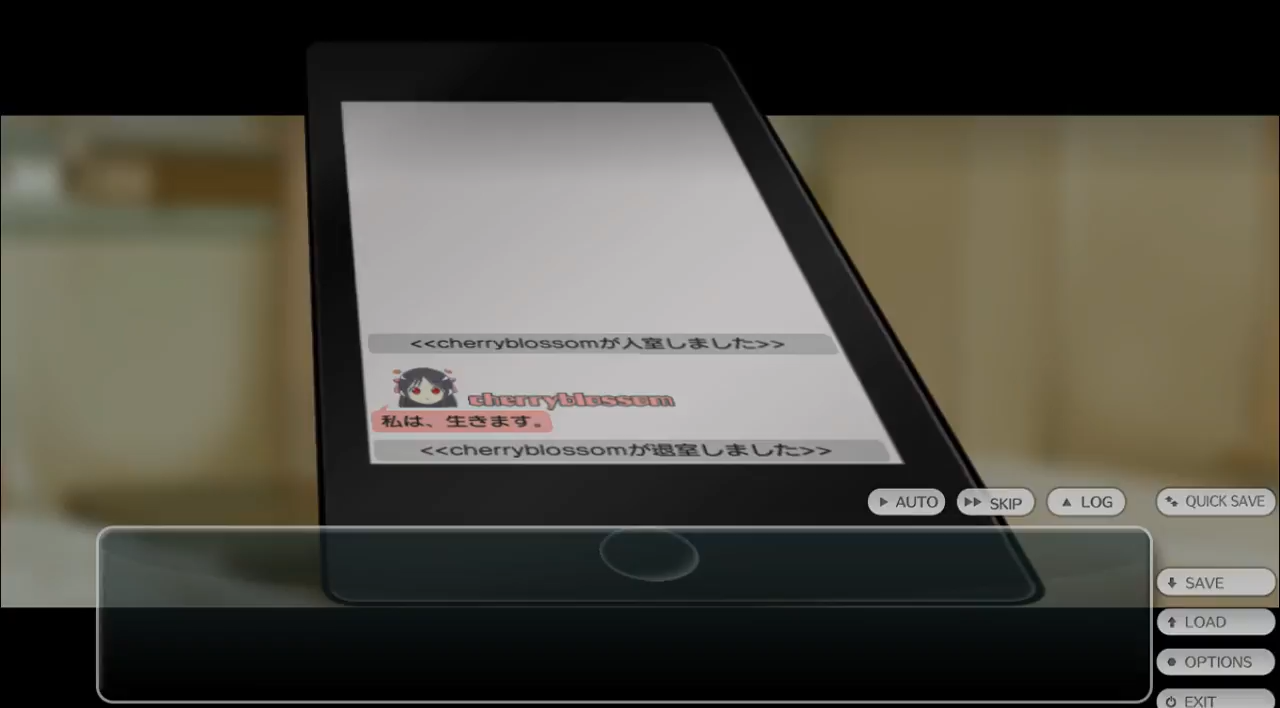 <<cherryblossomが入室しました>>
cherryblossom
私は、生きます。
<<cherryblossomが退室しました>>
AUTO
SKIP
LOG
QUICK SAVE
SAVE
LOAD
OPTIONS
EXIT